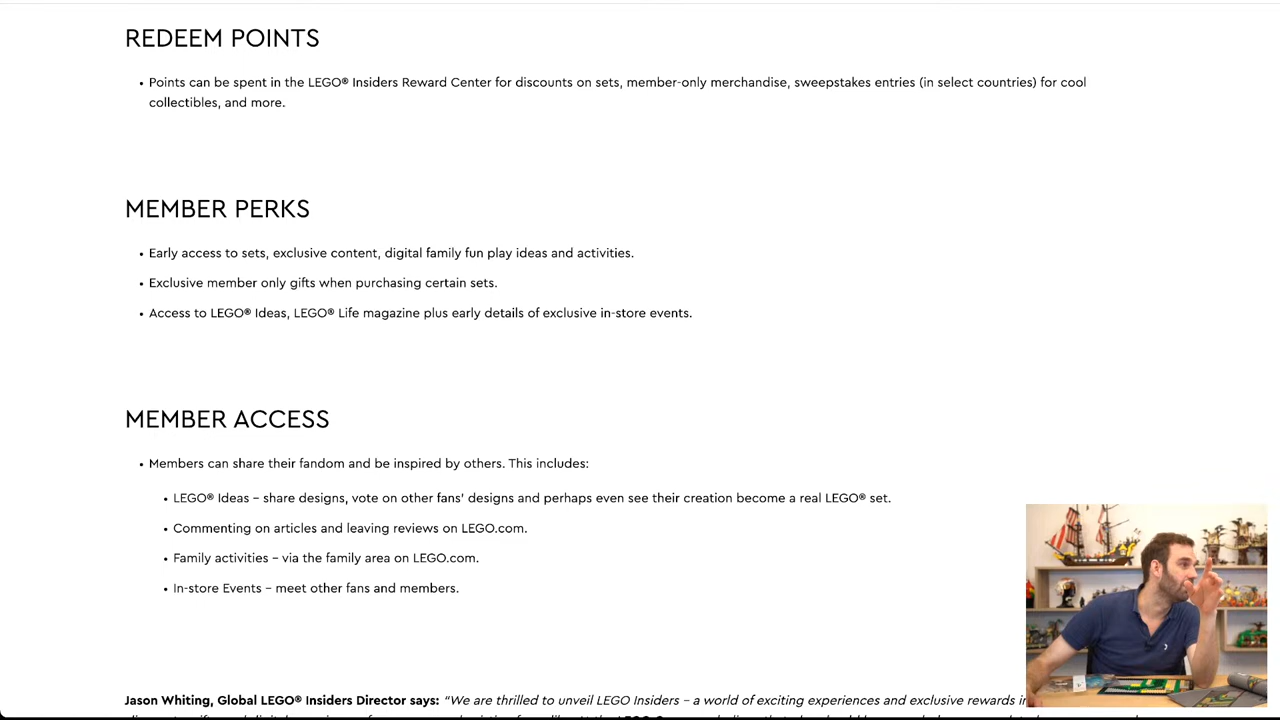 REDEEM POINTS
• Points can be spent in the LEGO® Insiders Reward Center for discounts on sets, member-only merchandise, sweepstakes entries (in select countries) for cool
collectibles, and more.
MEMBER PERKS
• Early access to sets, exclusive content, digital family fun play ideas and activities.
• Exclusive member only gifts when purchasing certain sets.
• Access to LEGO® Ideas, LEGO® Life magazine plus early details of exclusive in-store events.
MEMBER ACCESS
• Members can share their fandom and be inspired by others. This includes:
• LEGO® Ideas – share designs, vote on other fans' designs and perhaps even see their creation become a real LEGO® set.
• Commenting on articles and leaving reviews on LEGO.com.
• Family activities – via the family area on LEGO.com.
• In-store Events – meet other fans and members.
Jason Whiting, Global LEGO® Insiders Director says: “We are thrilled to unveil LEGO Insiders – a world of exciting experiences and exclusive rewards